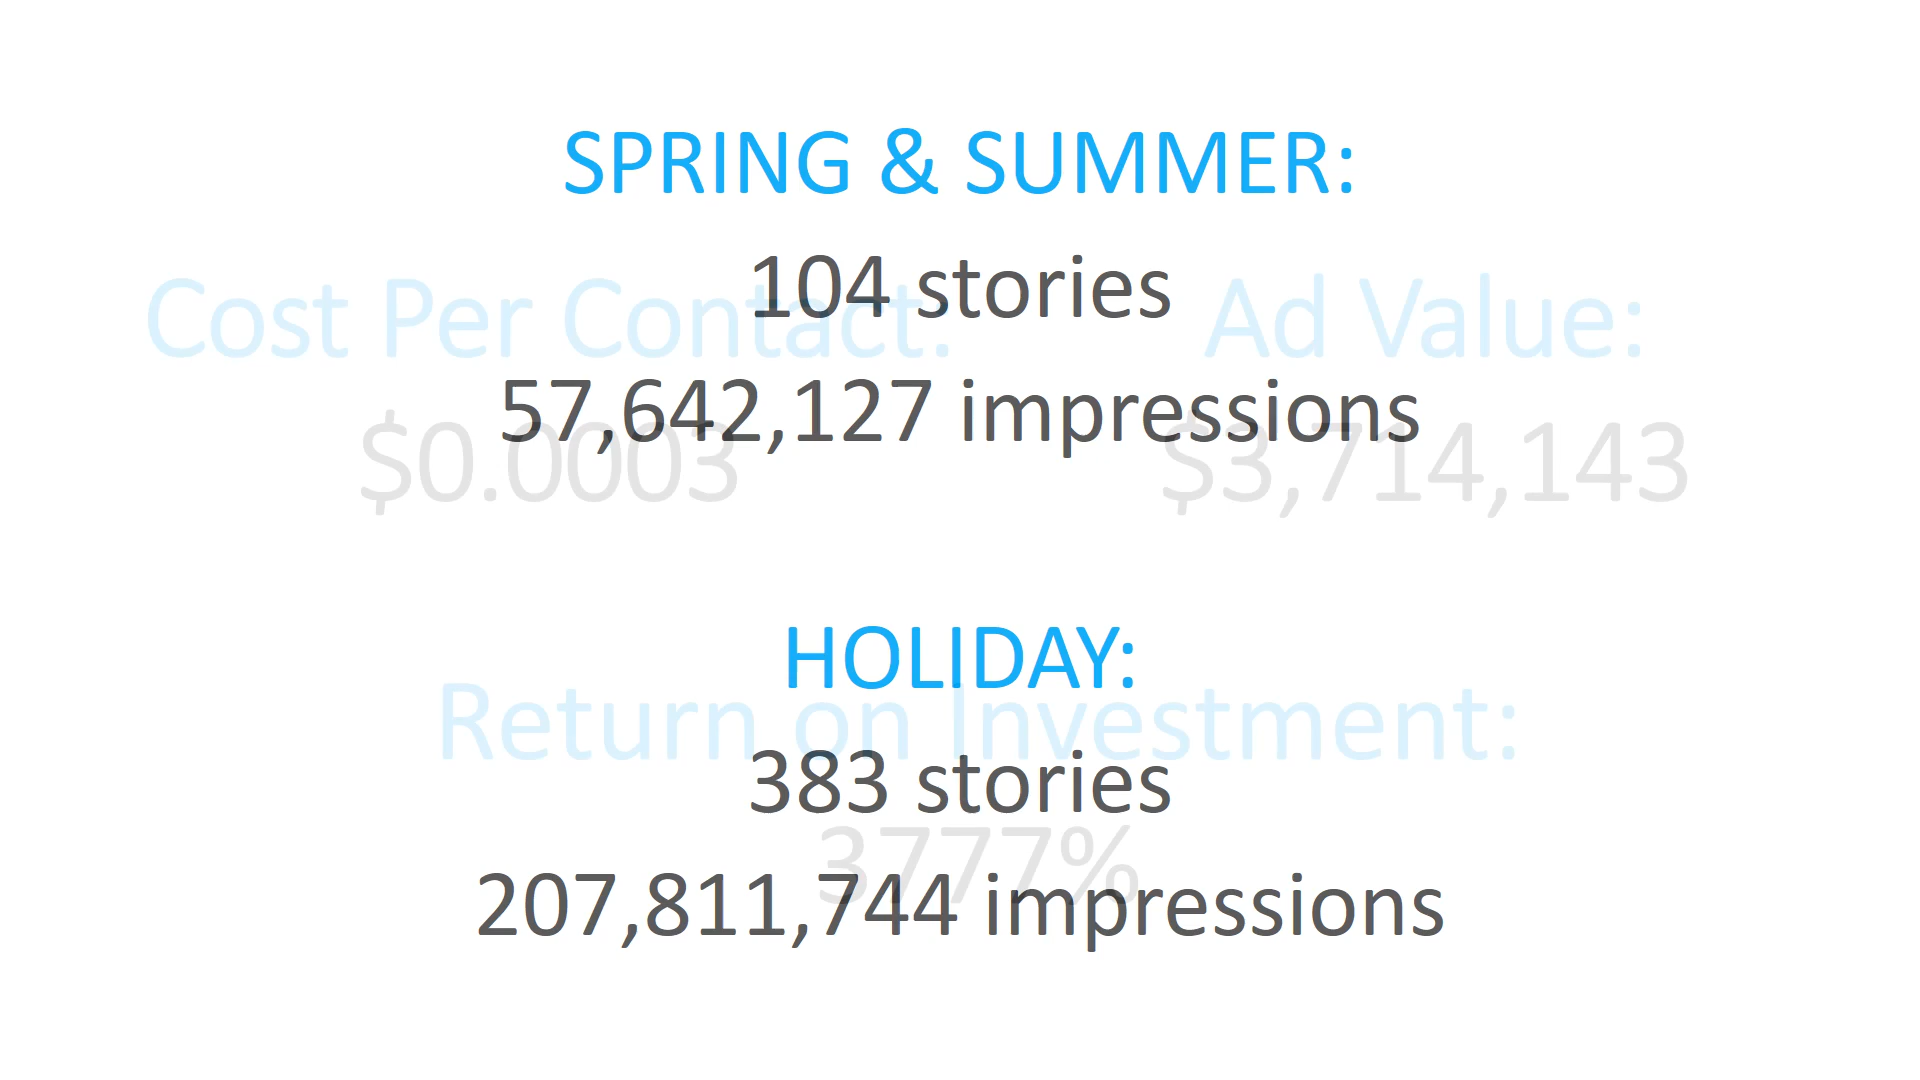 SPRING & SUMMER:
104 stories
57,642,127 impressions
Cost Per Contact:
$0.0003
Ad Value:
$3,714,143
HOLIDAY:
383 stories
207,811,744 impressions
Return on Investment:
3777%